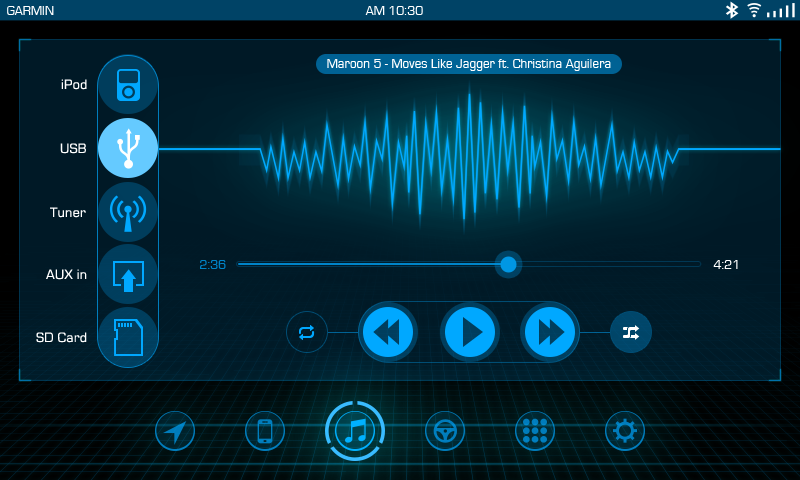 GARMIN
AM 10:30
Maroon 5 - Moves Like Jagger ft. Christina Aguilera
iPod
USB
Tuner
AUX in
SD Card
2:36
4:21